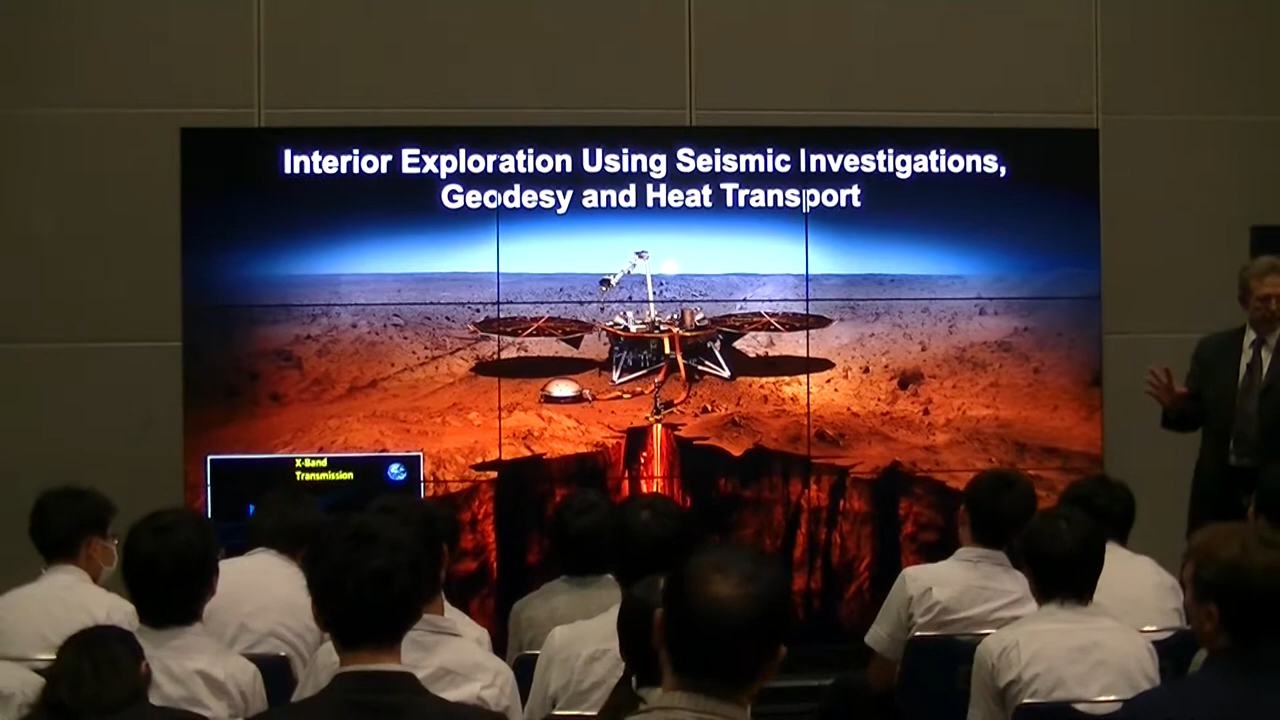 Interior Exploration Using Seismic Investigations,
Geodesy and Heat Transport
X-Band
Transmission